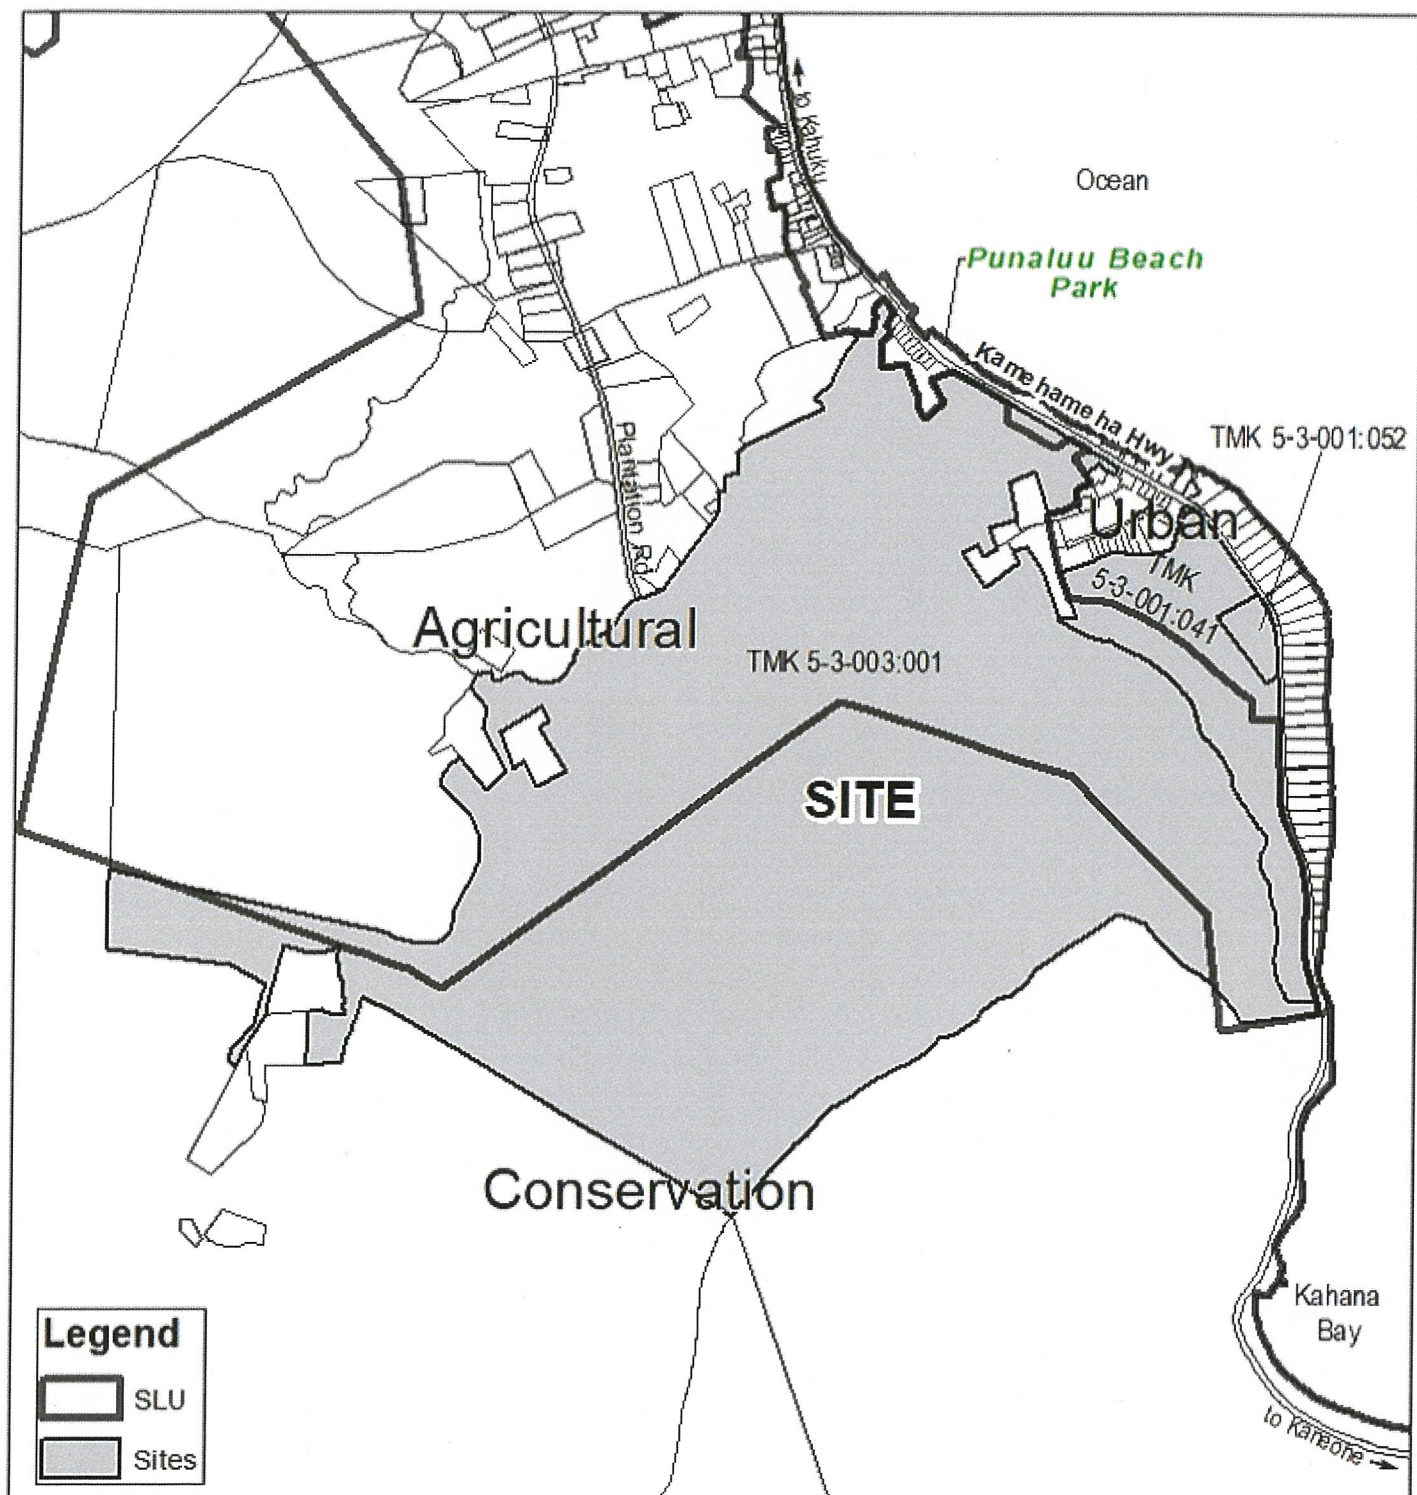 to Kahuku
Ocean
Punaluu Beach
Park
Kamehameha Hwy
TMK 5-3-001:052
Plantation Rd
Urban
TMK
5-3-001:041
Agricultural
TMK 5-3-003:001
SITE
Conservation
Kahana
Bay
to Kaneohe
Legend
SLU
Sites